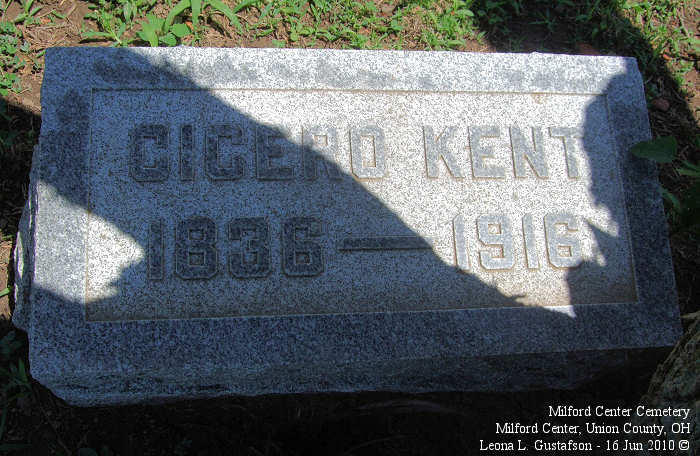 CICERO KENT
1836 — 1916
Milford Center Cemetery
Milford Center, Union County, OH
Leona L. Gustafson - 16 Jun 2010 ©